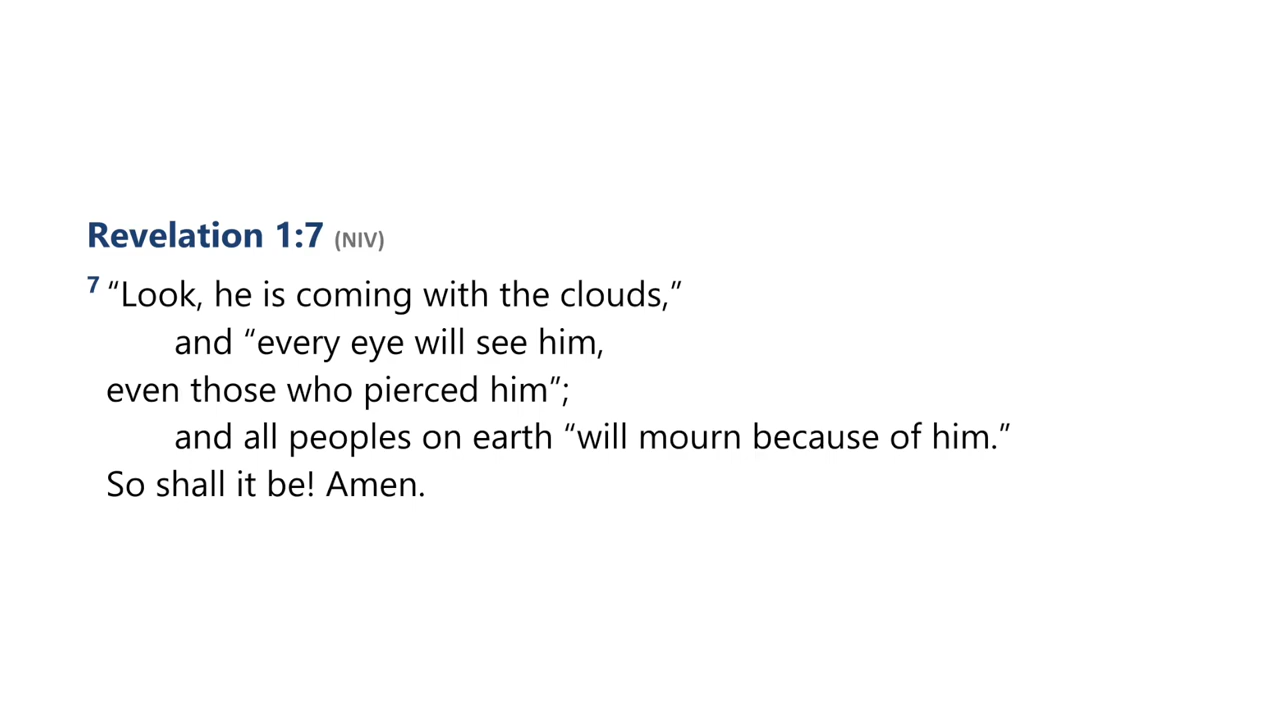 Revelation 1:7 (NIV)
7 “Look, he is coming with the clouds,”
and “every eye will see him,
even those who pierced him”;
and all peoples on earth “will mourn because of him.”
So shall it be! Amen.